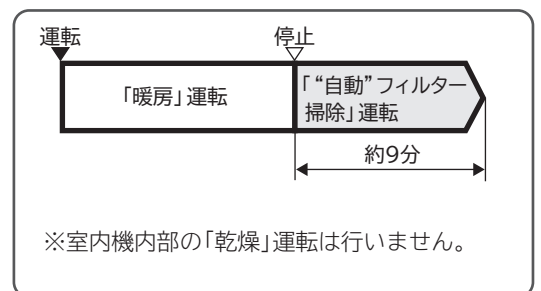 運転
停止
「暖房」運転
「“自動”フィルター
掃除」運転
約9分
※室内機内部の「乾燥」運転は行いません。